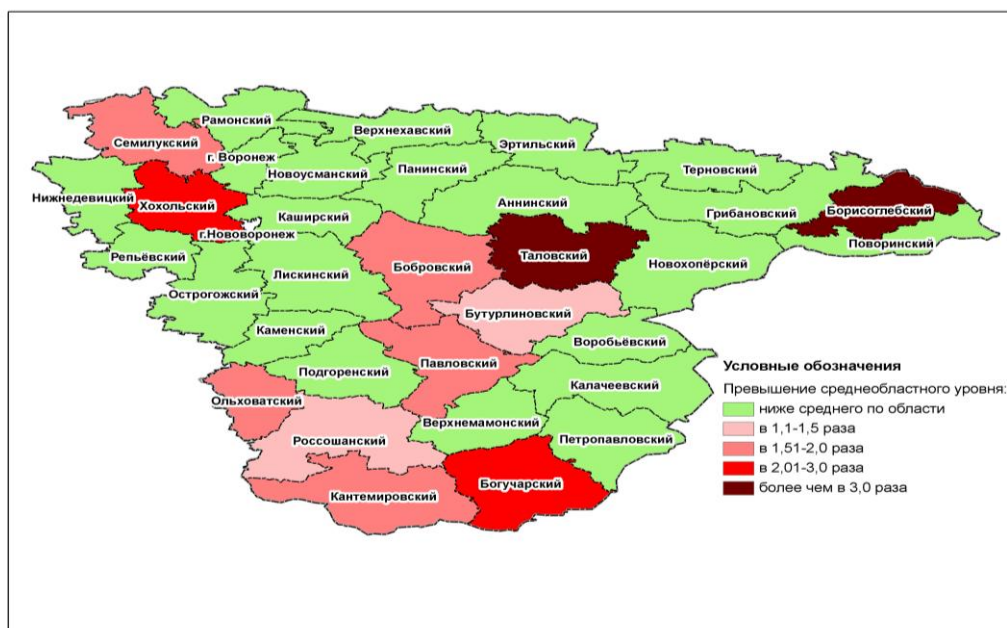 Рамонский
Верхнехавский
Эртильский
Семилукский
г. Воронеж
Новоусманский
Панинский
Терновский
Нижнедевицкий
Хохольский
Каширский
Аннинский
Грибановский
Борисоглебский
г.Нововоронеж
Поворинский
Репьёвский
Лискинский
Бобровский
Таловский
Новохопёрский
Острогожский
Бутурлиновский
Каменский
Воробьёвский
Подгоренский
Павловский
Калачеевский
Ольховатский
Верхнемамонский
Россошанский
Петропавловский
Кантемировский
Богучарский
Условные обозначения
Превышение среднеобластного уровня:
ниже среднего по области
в 1,1-1,5 раза
в 1,51-2,0 раза
в 2,01-3,0 раза
более чем в 3,0 раза